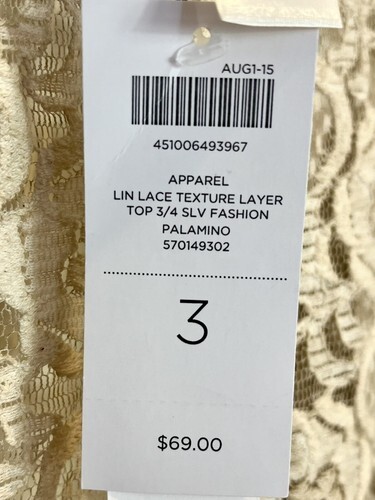 AUG1-15
451006493967
APPAREL
LIN LACE TEXTURE LAYER
TOP 3/4 SLV FASHION
PALAMINO
570149302
3
$69.00